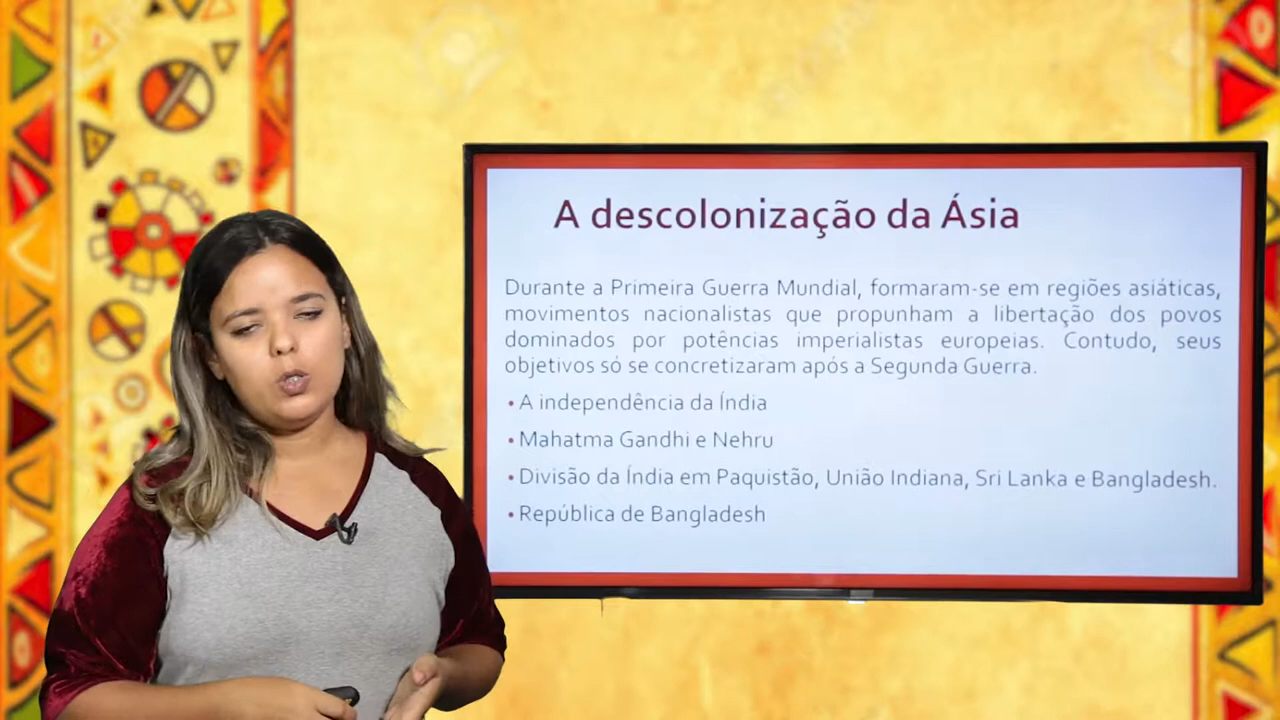 A descolonização da Ásia
Durante a Primeira Guerra Mundial, formaram-se em regiões asiáticas,
movimentos nacionalistas que propunham a libertação dos povos
dominados por potências imperialistas europeias. Contudo, seus
objetivos só se concretizaram após a Segunda Guerra.
• A independência da Índia
• Mahatma Gandhi e Nehru
• Divisão da Índia em Paquistão, União Indiana, Sri Lanka e Bangladesh.
• República de Bangladesh